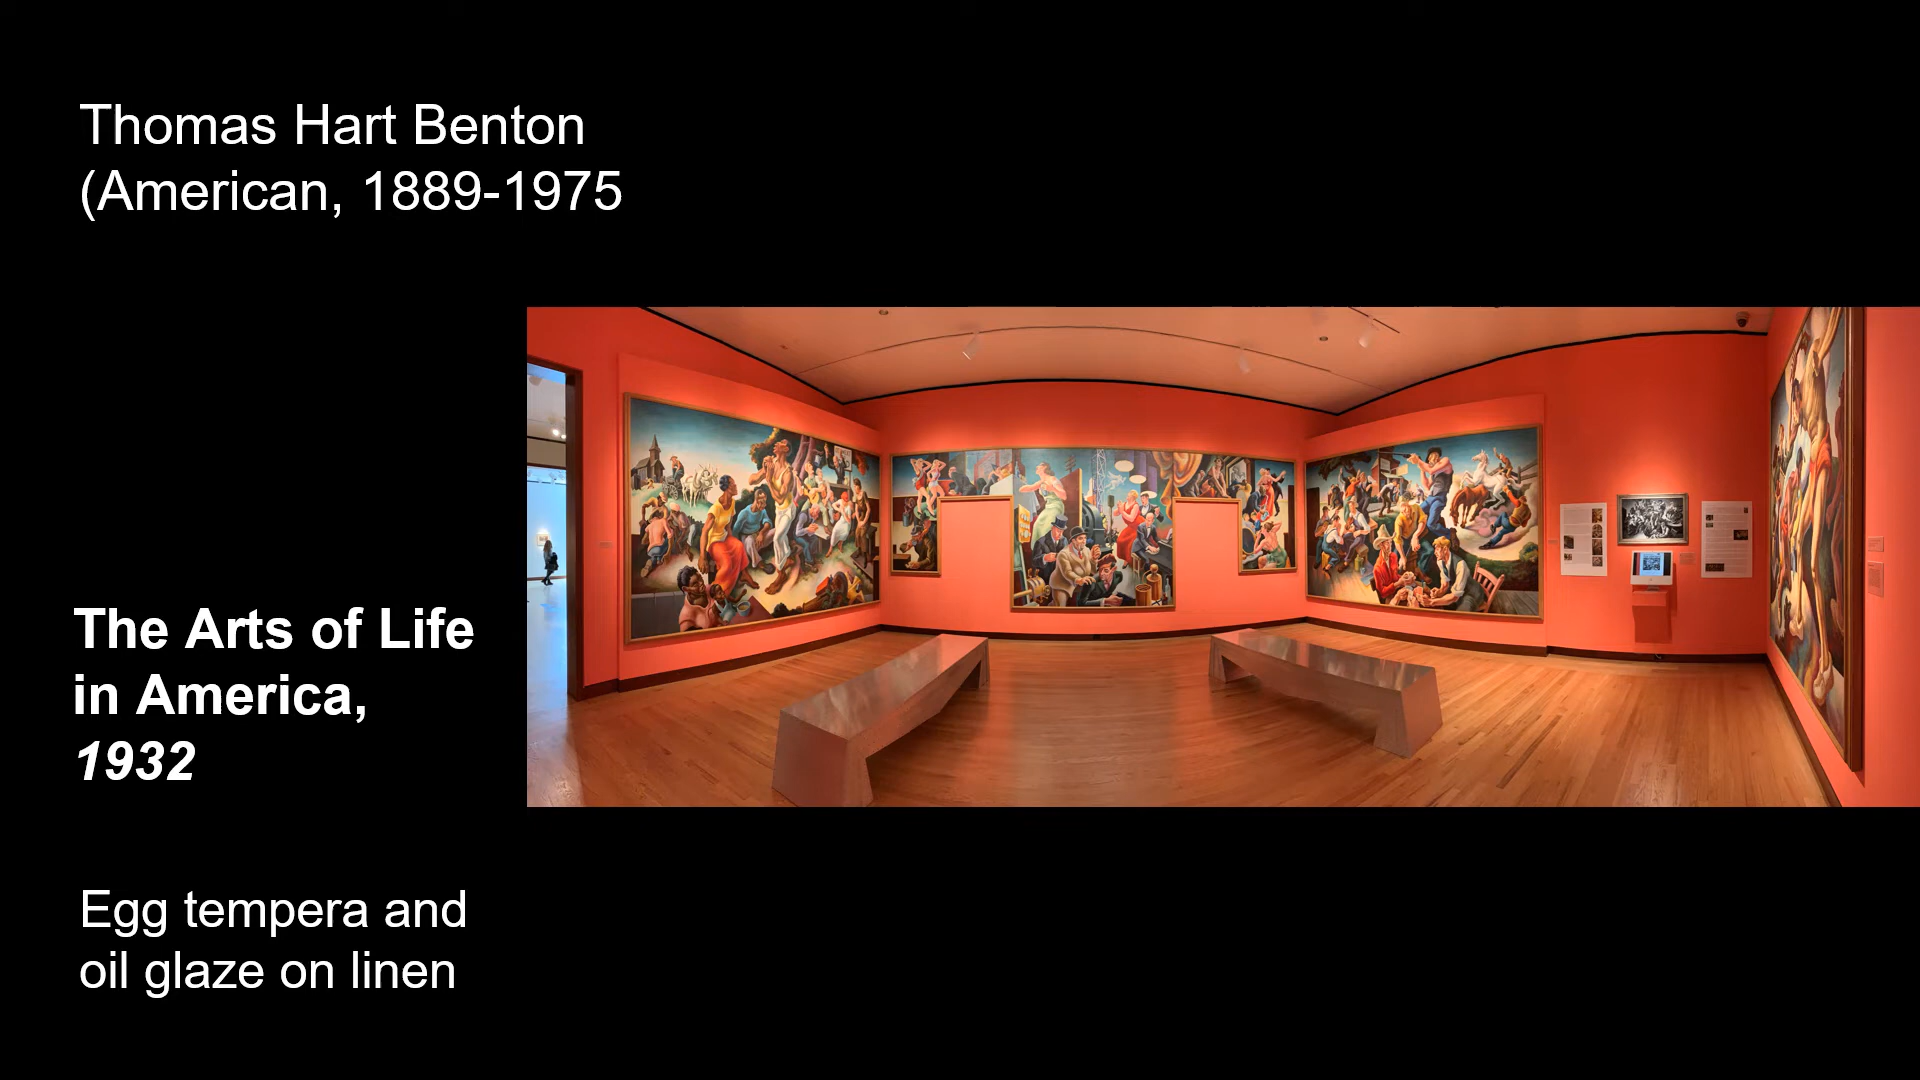 Thomas Hart Benton
(American, 1889-1975
The Arts of Life
in America,
1932
Egg tempera and
oil glaze on linen